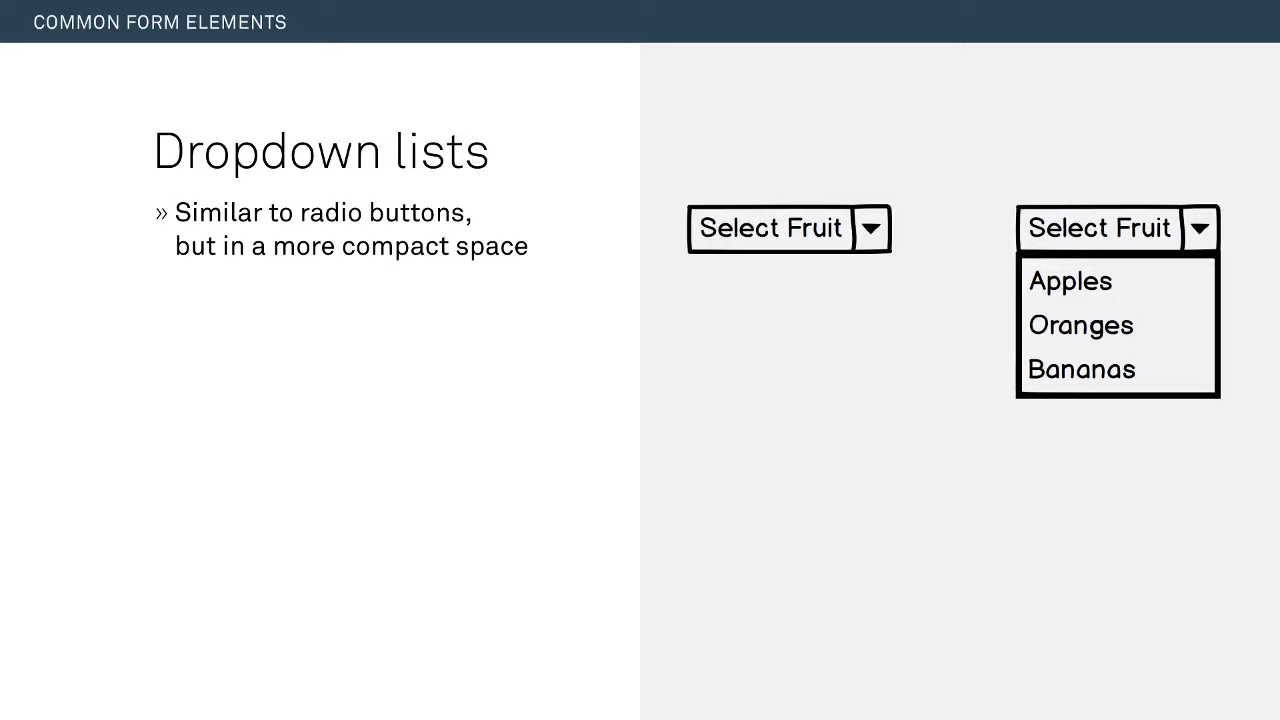 COMMON FORM ELEMENTS
Dropdown lists
» Similar to radio buttons,
but in a more compact space
Select Fruit
Select Fruit
Apples
Oranges
Bananas